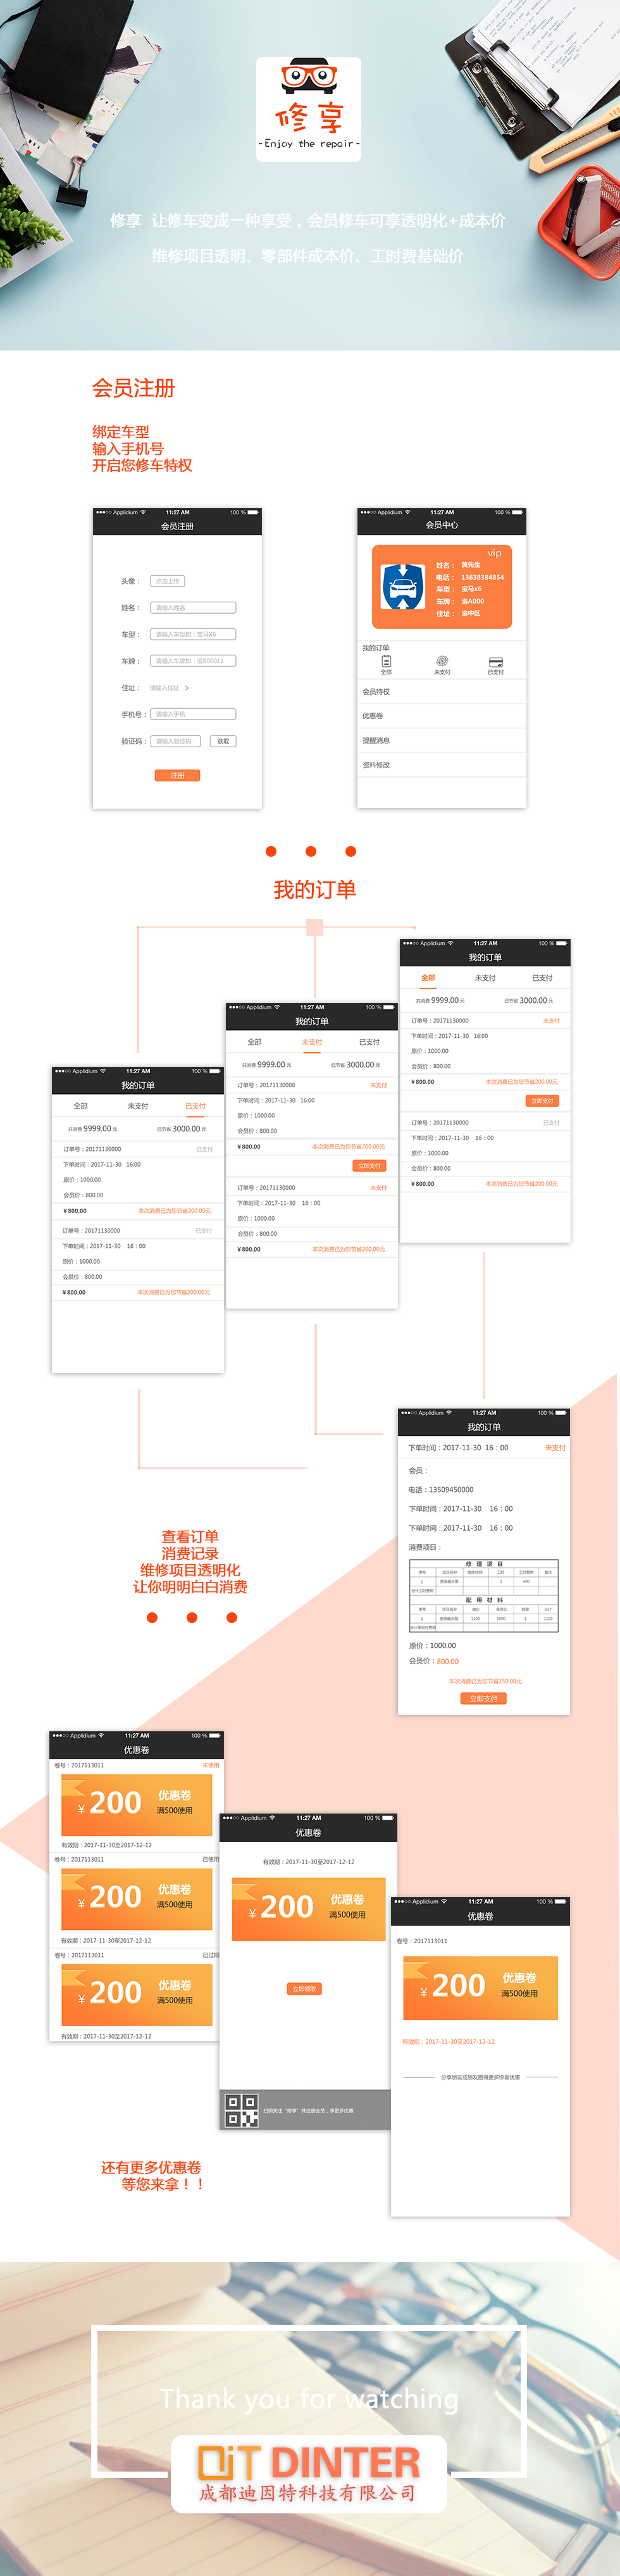 修享
-Enjoy the repair-
修享 让修车变成一种享受，会员修车可享透明化+成本价
维修项目透明、零部件成本价、工时费基础价
会员注册
绑定车型
输入手机号
开启您修车特权
Applidium 11:27 AM 100 %
会员注册
头像： 点击上传
姓名： 请输入姓名
车型： 请输入车型如：宝马X6
车牌： 请输入车牌如：渝B00011
住址： 请输入住址 >
手机号： 请输入手机
验证码： 请输入验证码 获取
注册
Applidium 11:27 AM 100 %
会员中心
vip
姓名： 黄先生
电话： 13638384854
车型： 宝马x6
车牌： 渝A000
住址： 渝中区
我的订单
全部 未支付 已支付
会员特权
优惠卷
提醒消息
资料修改
我的订单
Applidium 11:27 AM 100 %
我的订单
全部 未支付 已支付
共消费 9999.00 元 已节省 3000.00 元
订单号：20171130000 未支付
下单时间：2017-11-30 16:00
原价：1000.00
会员价：800.00
¥ 800.00 本次消费已为您节省200.00元
立即支付
订单号：20171130000 已支付
下单时间：2017-11-30 16：00
原价：1000.00
会员价：800.00
¥ 800.00 本次消费已为您节省200.00元
Applidium 11:27 AM 100 %
我的订单
全部 未支付 已支付
共消费 9999.00 元 已节省 3000.00 元
订单号：20171130000 未支付
下单时间：2017-11-30 16:00
原价：1000.00
会员价：800.00
¥ 800.00 本次消费已为您节省200.00元
立即支付
订单号：20171130000 未支付
下单时间：2017-11-30 16：00
原价：1000.00
会员价：800.00
¥ 800.00 本次消费已为您节省200.00元
Applidium 11:27 AM 100 %
我的订单
全部 未支付 已支付
共消费 9999.00 元 已节省 3000.00 元
订单号：20171130000 已支付
下单时间：2017-11-30 16:00
原价：1000.00
会员价：800.00
¥ 800.00 本次消费已为您节省200.00元
订单号：20171130000 已支付
下单时间：2017-11-30 16：00
原价：1000.00
会员价：800.00
¥ 800.00 本次消费已为您节省200.00元
Applidium 11:27 AM 100 %
我的订单
下单时间：2017-11-30 16：00 未支付
会员：
电话：13509450000
下单时间：2017-11-30 16：00
下单时间：2017-11-30 16：00
消费项目：
修 理 项 目
配 用 材 料
原价：1000.00
会员价：800.00
本次消费已为您节省150.00元
立即支付
查看订单
消费记录
维修项目透明化
让你明明白白消费
Applidium 11:27 AM 100 %
优惠卷
卷号：2017113011 未使用
¥ 200 优惠卷
满500使用
有效期：2017-11-30至2017-12-12
卷号：2017113011 已使用
¥ 200 优惠卷
满500使用
有效期：2017-11-30至2017-12-12
卷号：2017113011 已过期
¥ 200 优惠卷
满500使用
有效期：2017-11-30至2017-12-12
Applidium 11:27 AM 100 %
优惠卷
有效期：2017-11-30至2017-12-12
¥ 200 优惠卷
满500使用
立即领取
扫码关注“修享”并注册会员，享更多优惠
Applidium 11:27 AM 100 %
优惠卷
卷号：2017113011
¥ 200 优惠卷
满500使用
有效期：2017-11-30至2017-12-12
分享朋友或朋友圈得更多惊喜优惠
还有更多优惠卷
等您来拿！！
Thank you for watching
DiT DINTER
成都迪因特科技有限公司